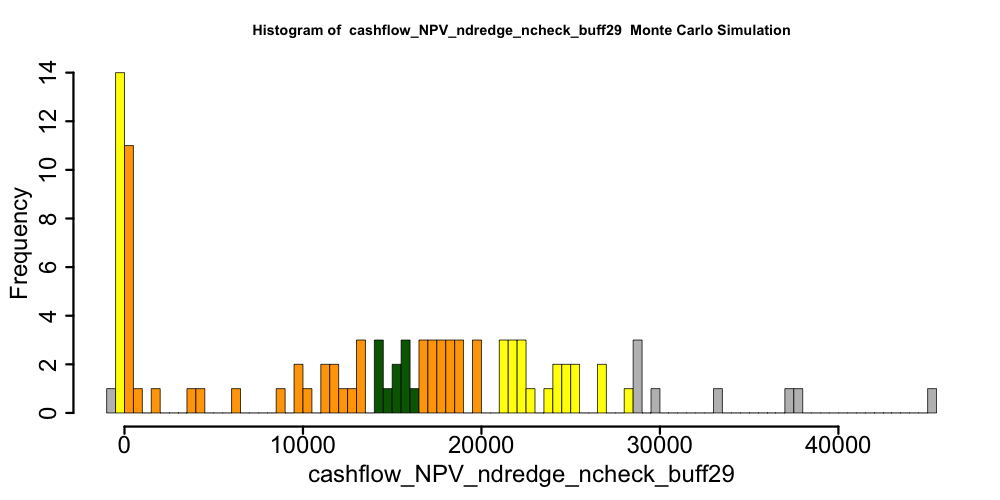 Histogram of  cashflow_NPV_ndredge_ncheck_buff29  Monte Carlo Simulation
Frequency
14
12
10
8
6
4
2
0
0 10000 20000 30000 40000
cashflow_NPV_ndredge_ncheck_buff29